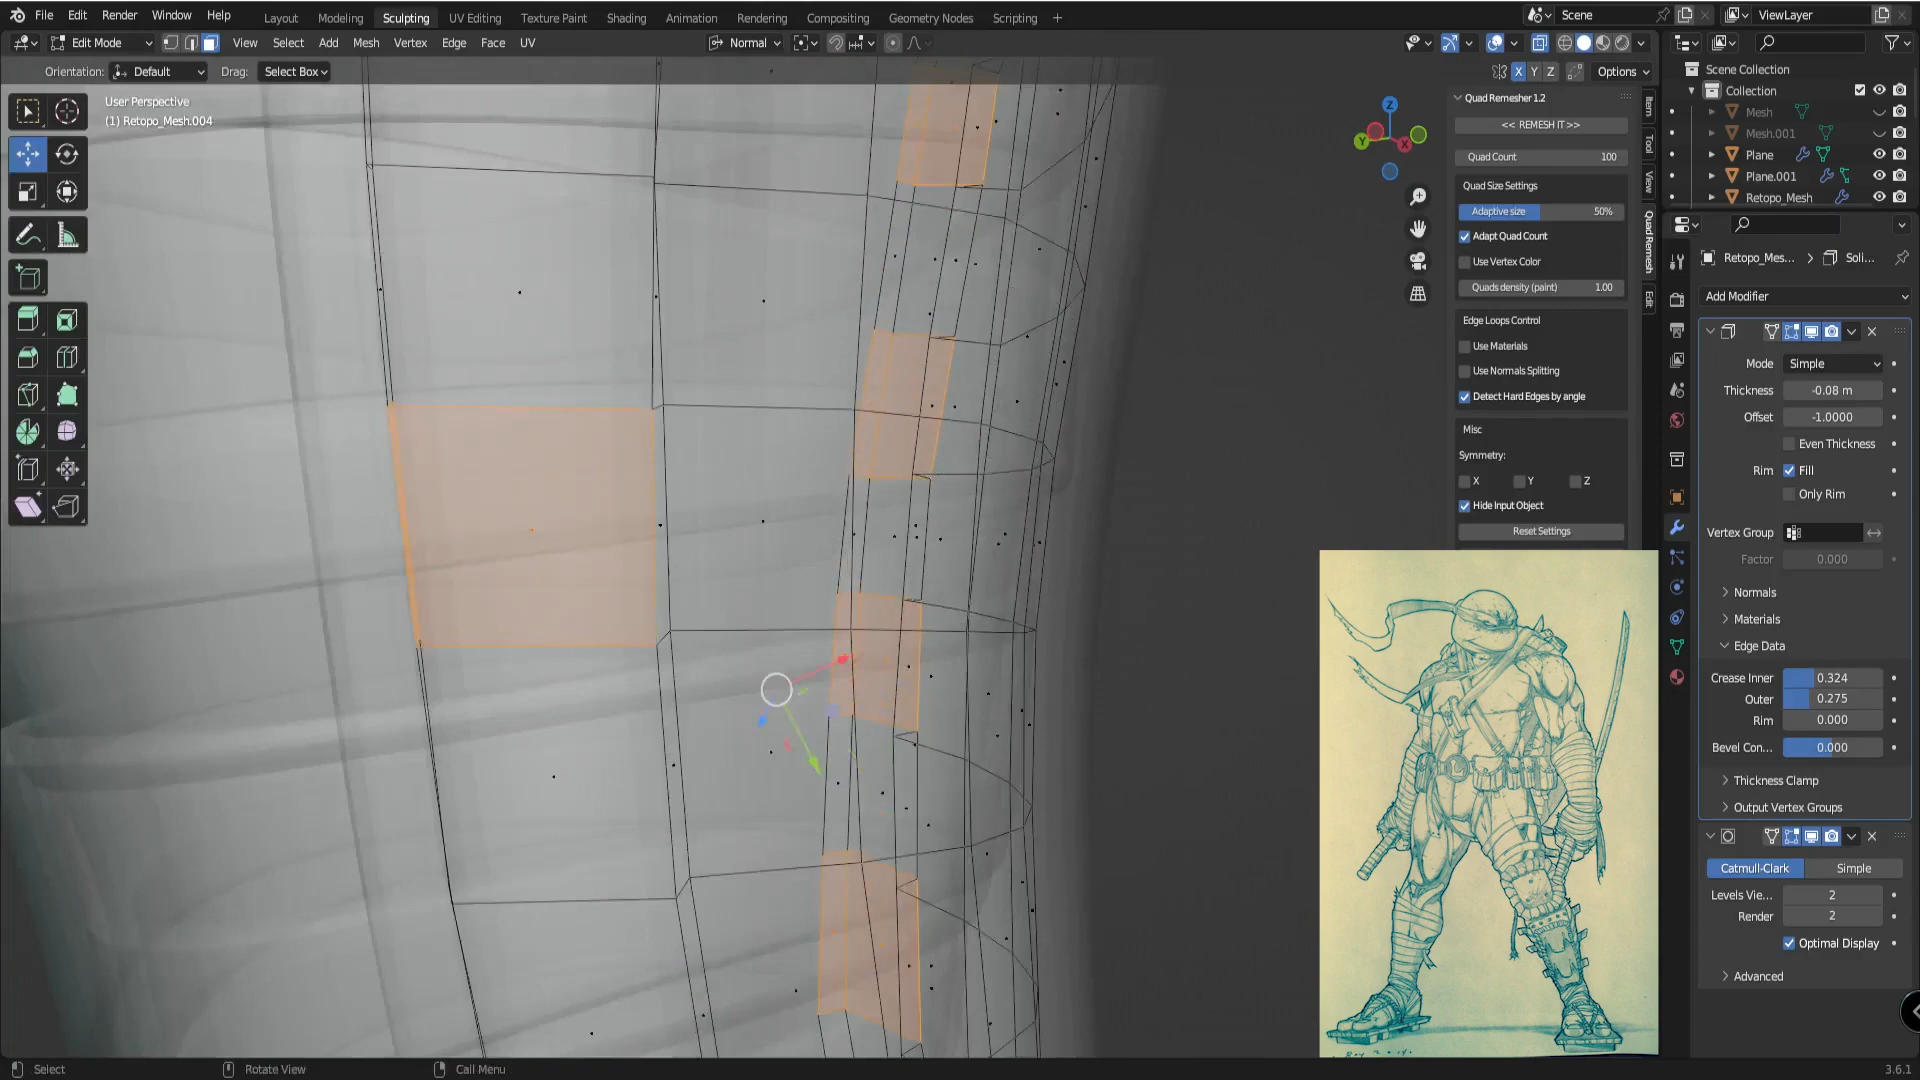 File Edit Render Window Help Layout Modeling Sculpting UV Editing Texture Paint Shading Animation Rendering Compositing Geometry Nodes Scripting + Scene ViewLayer
Edit Mode View Select Add Mesh Vertex Edge Face UV Normal
Orientation: Default Drag: Select Box X Y Z Options
User Perspective
(1) Retopo_Mesh.004
Z
Y
X
Item
Tool
View
Quad Remesh
Edit
Quad Remesher 1.2
<< REMESH IT >>
Quad Count 100
Quad Size Settings
Adaptive size 50%
Adapt Quad Count
Use Vertex Color
Quads density (paint) 1.00
Edge Loops Control
Use Materials
Use Normals Splitting
Detect Hard Edges by angle
Misc
Symmetry:
X Y Z
Hide Input Object
Reset Settings
Scene Collection
Collection
Mesh
Mesh.001
Plane
Plane.001
Retopo_Mesh
Retopo_Mes... > Soli...
Add Modifier
Mode Simple
Thickness -0.08 m
Offset -1.0000
Even Thickness
Rim Fill
Only Rim
Vertex Group
Factor 0.000
Normals
Materials
Edge Data
Crease Inner 0.324
Outer 0.275
Rim 0.000
Bevel Con... 0.000
Thickness Clamp
Output Vertex Groups
Catmull-Clark Simple
Levels Vie... 2
Render 2
Optimal Display
Advanced
Select Rotate View Call Menu 3.6.1